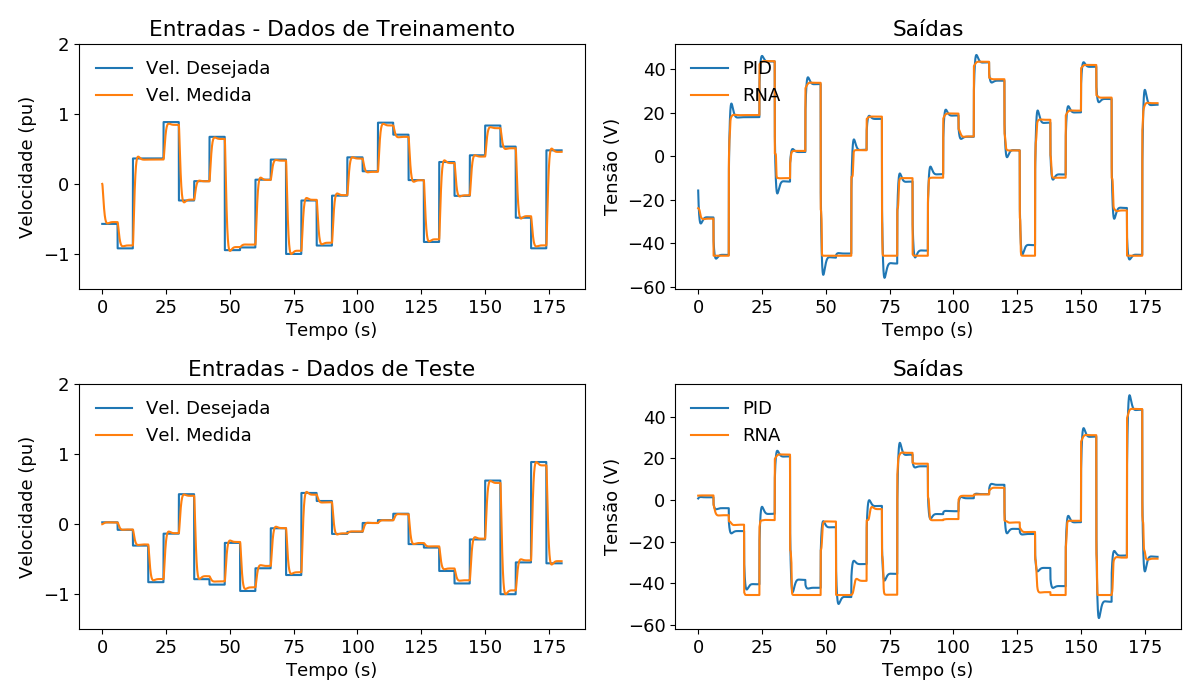 Entradas - Dados de Treinamento
Vel. Desejada
Vel. Medida
Velocidade (pu)
2
1
0
−1
0 25 50 75 100 125 150 175
Tempo (s)
Saídas
PID
RNA
Tensão (V)
40
20
0
−20
−40
−60
0 25 50 75 100 125 150 175
Tempo (s)
Entradas - Dados de Teste
Vel. Desejada
Vel. Medida
Velocidade (pu)
2
1
0
−1
0 25 50 75 100 125 150 175
Tempo (s)
Saídas
PID
RNA
Tensão (V)
40
20
0
−20
−40
−60
0 25 50 75 100 125 150 175
Tempo (s)